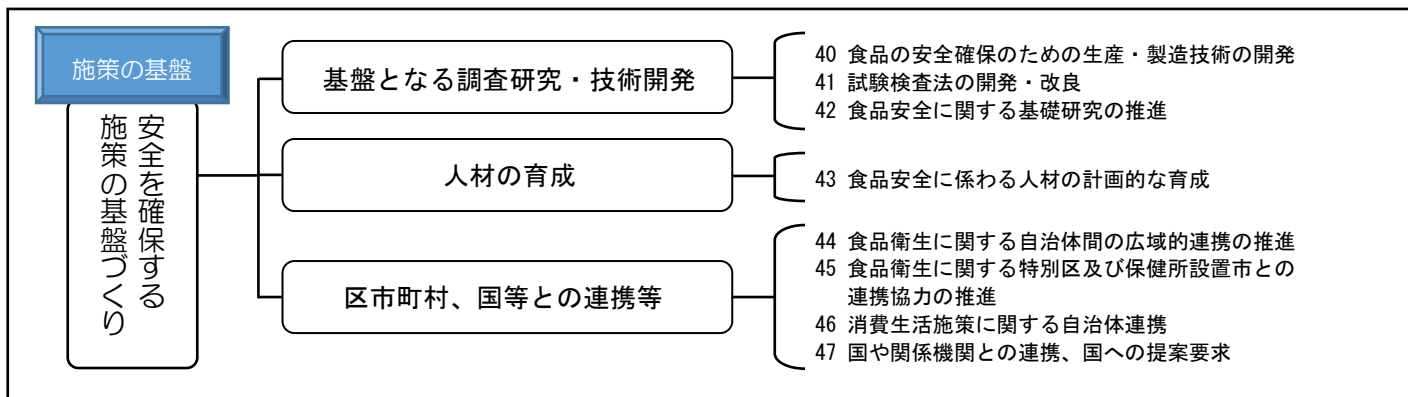 施策の基盤
安全を確保する
施策の基盤づくり
基盤となる調査研究・技術開発
40 食品の安全確保のための生産・製造技術の開発
41 試験検査法の開発・改良
42 食品安全に関する基礎研究の推進
人材の育成
43 食品安全に係わる人材の計画的な育成
区市町村、国等との連携等
44 食品衛生に関する自治体間の広域的連携の推進
45 食品衛生に関する特別区及び保健所設置市との
連携協力の推進
46 消費生活施策に関する自治体連携
47 国や関係機関との連携、国への提案要求